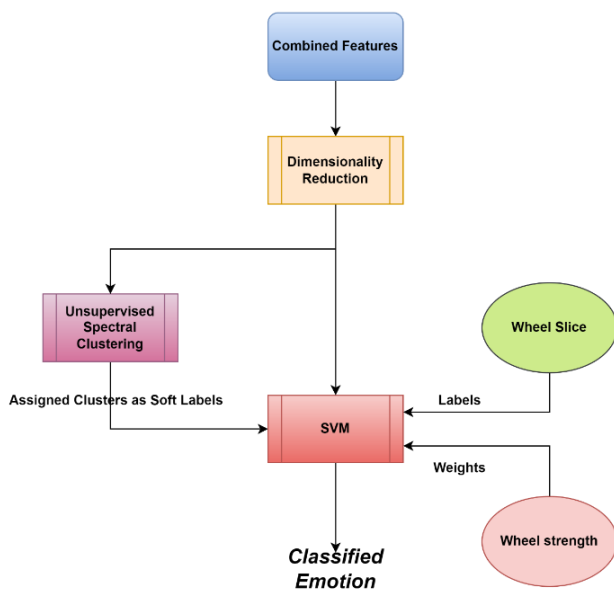 Combined Features
Dimensionality
Reduction
Unsupervised
Spectral
Clustering
Wheel Slice
Assigned Clusters as Soft Labels
Labels
SVM
Weights
Wheel strength
Classified
Emotion